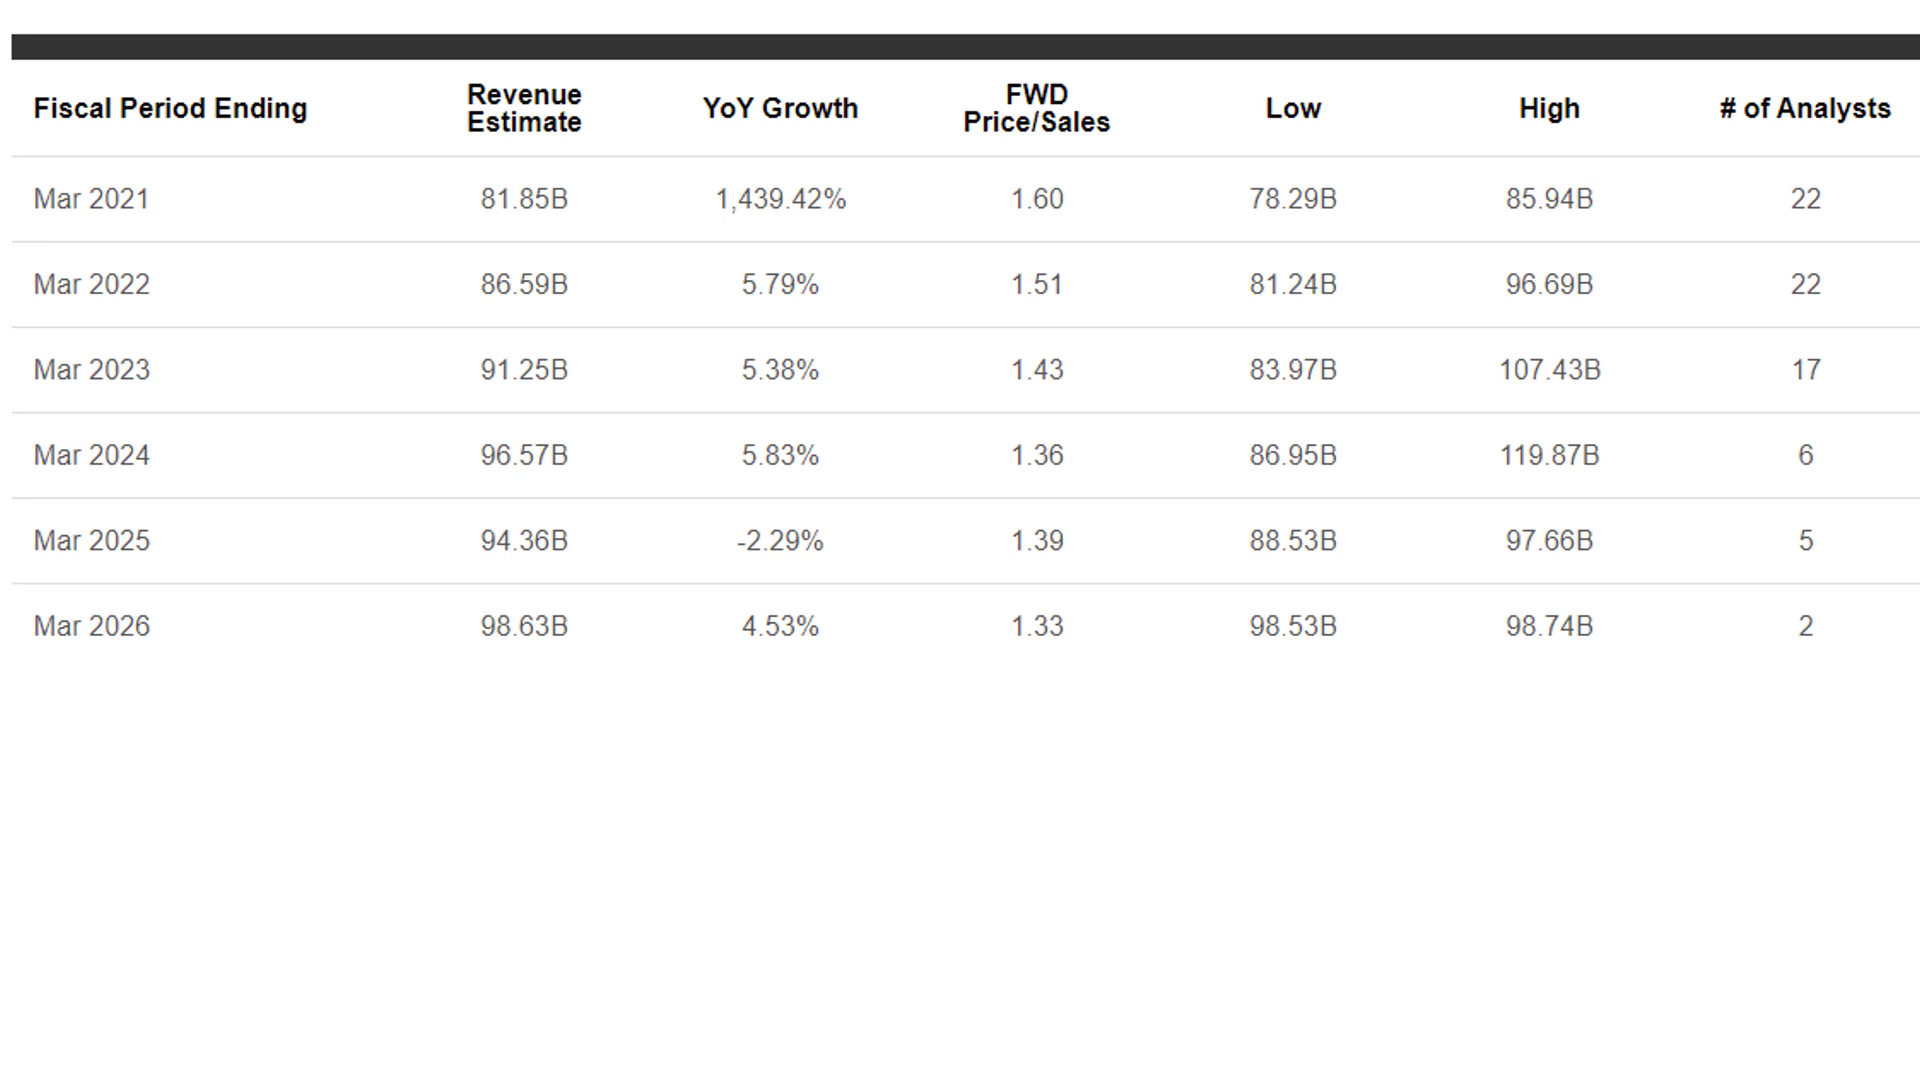 Fiscal Period Ending Revenue Estimate YoY Growth FWD Price/Sales Low High # of Analysts
Mar 2021 81.85B 1,439.42% 1.60 78.29B 85.94B 22
Mar 2022 86.59B 5.79% 1.51 81.24B 96.69B 22
Mar 2023 91.25B 5.38% 1.43 83.97B 107.43B 17
Mar 2024 96.57B 5.83% 1.36 86.95B 119.87B 6
Mar 2025 94.36B -2.29% 1.39 88.53B 97.66B 5
Mar 2026 98.63B 4.53% 1.33 98.53B 98.74B 2